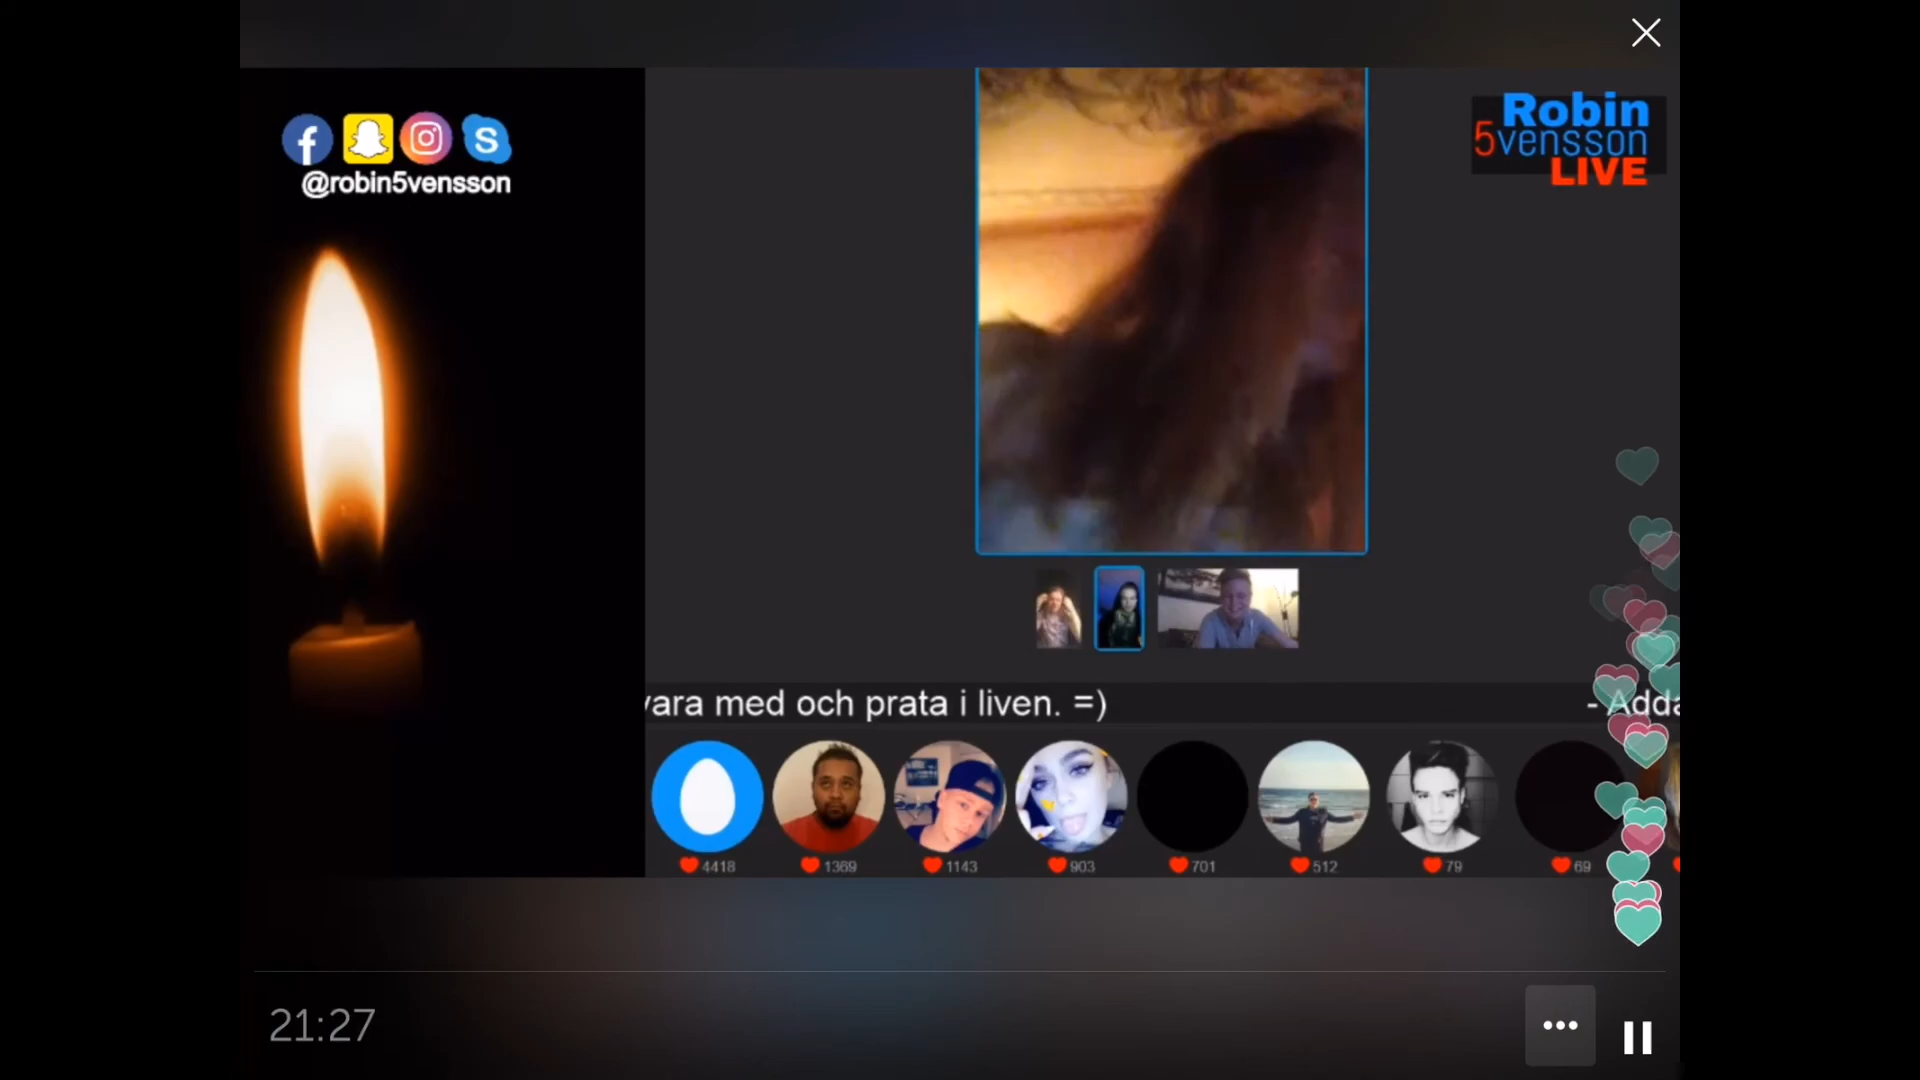 @robin5vensson
Robin
5vensson
LIVE
vara med och prata i liven. =)
- Adda
4418
1369
1143
903
701
512
79
69
21:27